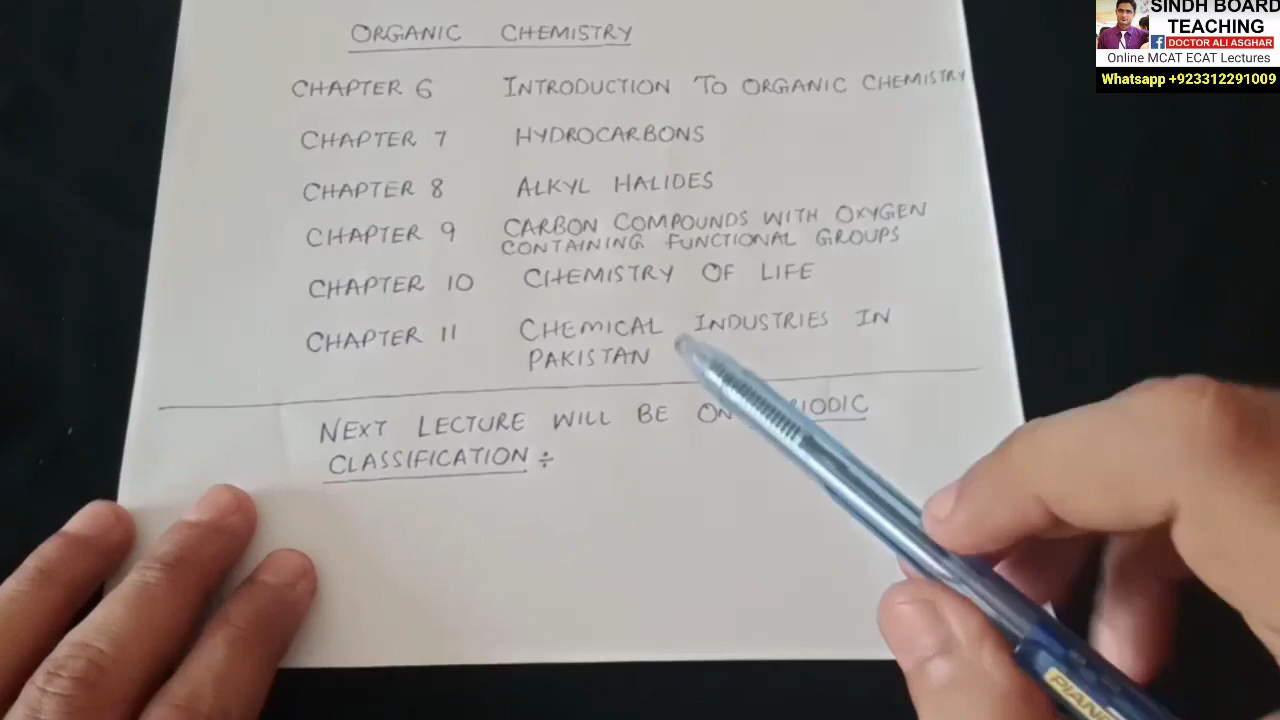 ORGANIC CHEMISTRY
CHAPTER 6 INTRODUCTION TO ORGANIC CHEMISTRY
CHAPTER 7 HYDROCARBONS
CHAPTER 8 ALKYL HALIDES
CHAPTER 9 CARBON COMPOUNDS WITH OXYGEN
CONTAINING FUNCTIONAL GROUPS
CHAPTER 10 CHEMISTRY OF LIFE
CHAPTER 11 CHEMICAL INDUSTRIES IN
PAKISTAN
NEXT LECTURE WILL BE ON
CLASSIFICATION ÷
SINDH BOARD
TEACHING
DOCTOR ALI ASGHAR
Online MCAT ECAT Lectures
Whatsapp +923312291009